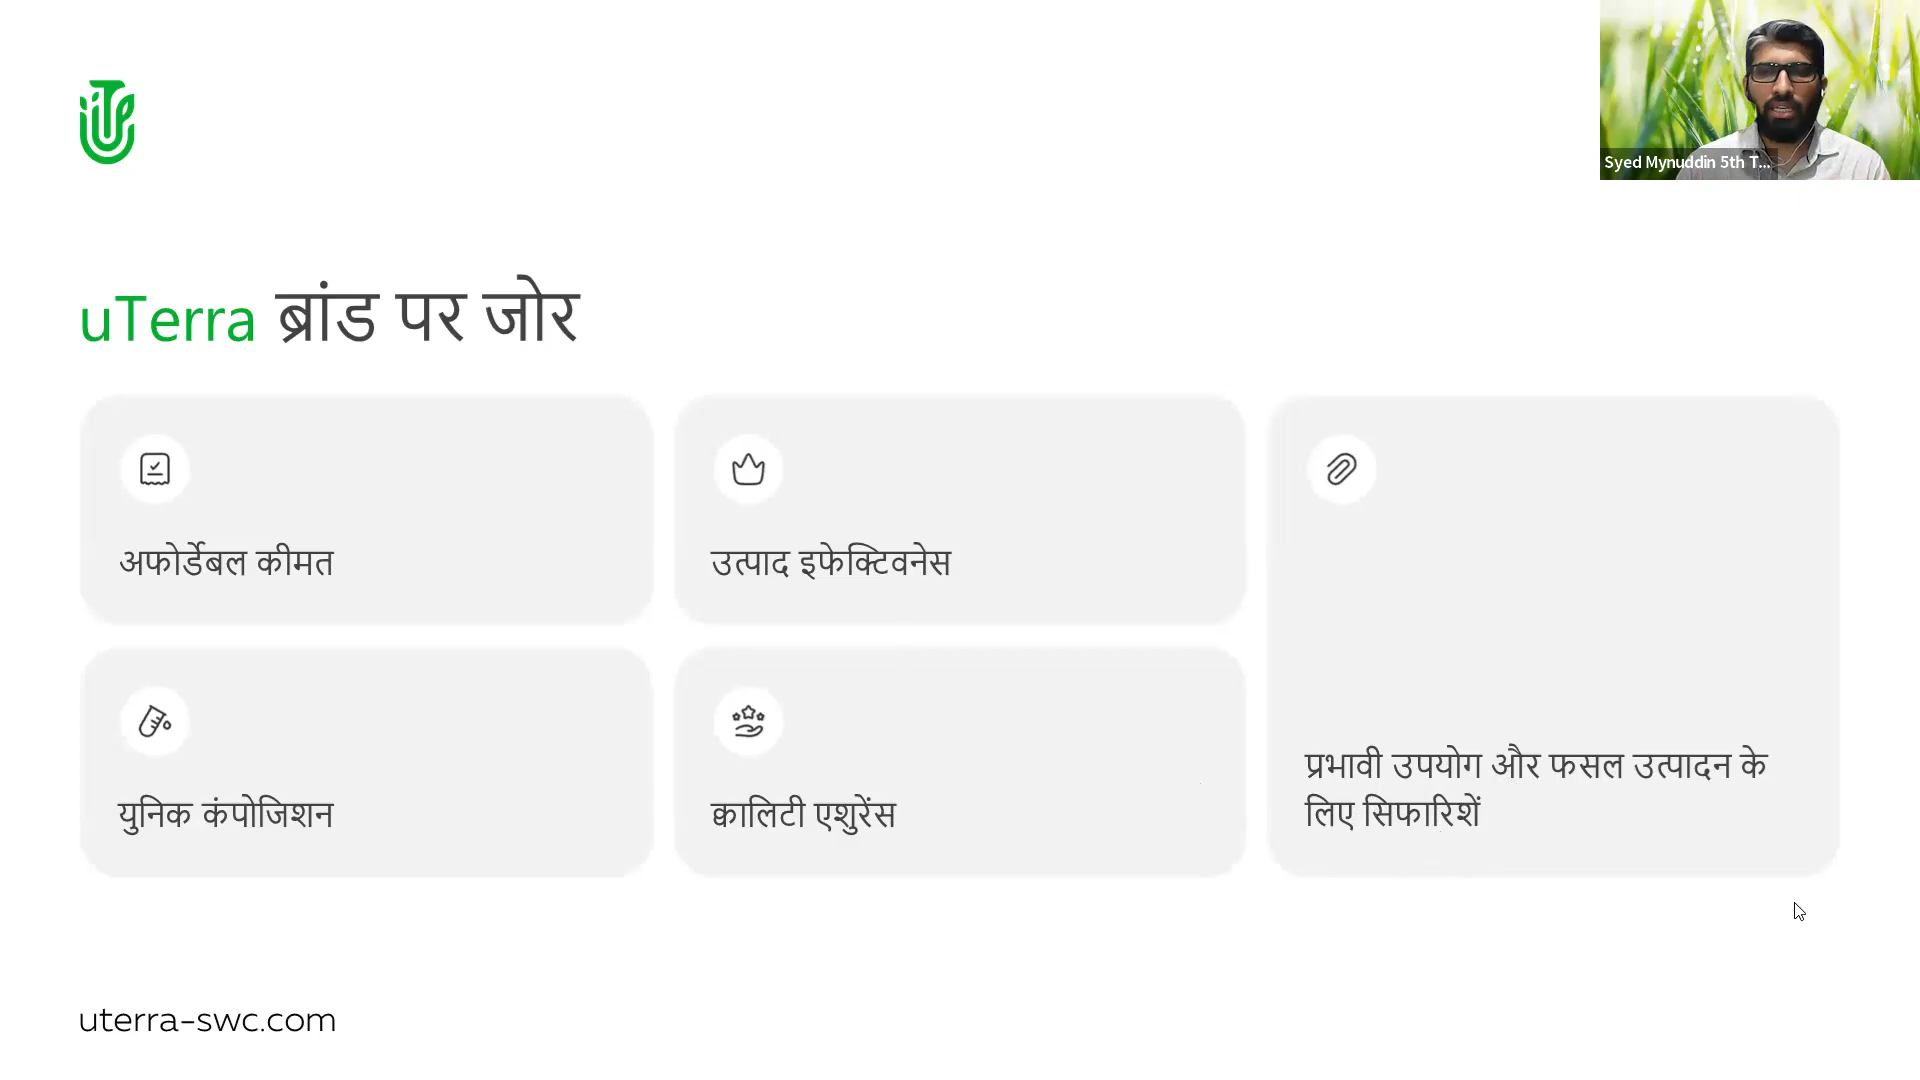 Syed Mynuddin 5th T...
uTerra ब्रांड पर जोर
अफोर्डेबल कीमत
उत्पाद इफेक्टिवनेस
युनिक कंपोजिशन
क्वालिटी एशुरेंस
प्रभावी उपयोग और फसल उत्पादन के
लिए सिफारिशें
uterra-swc.com